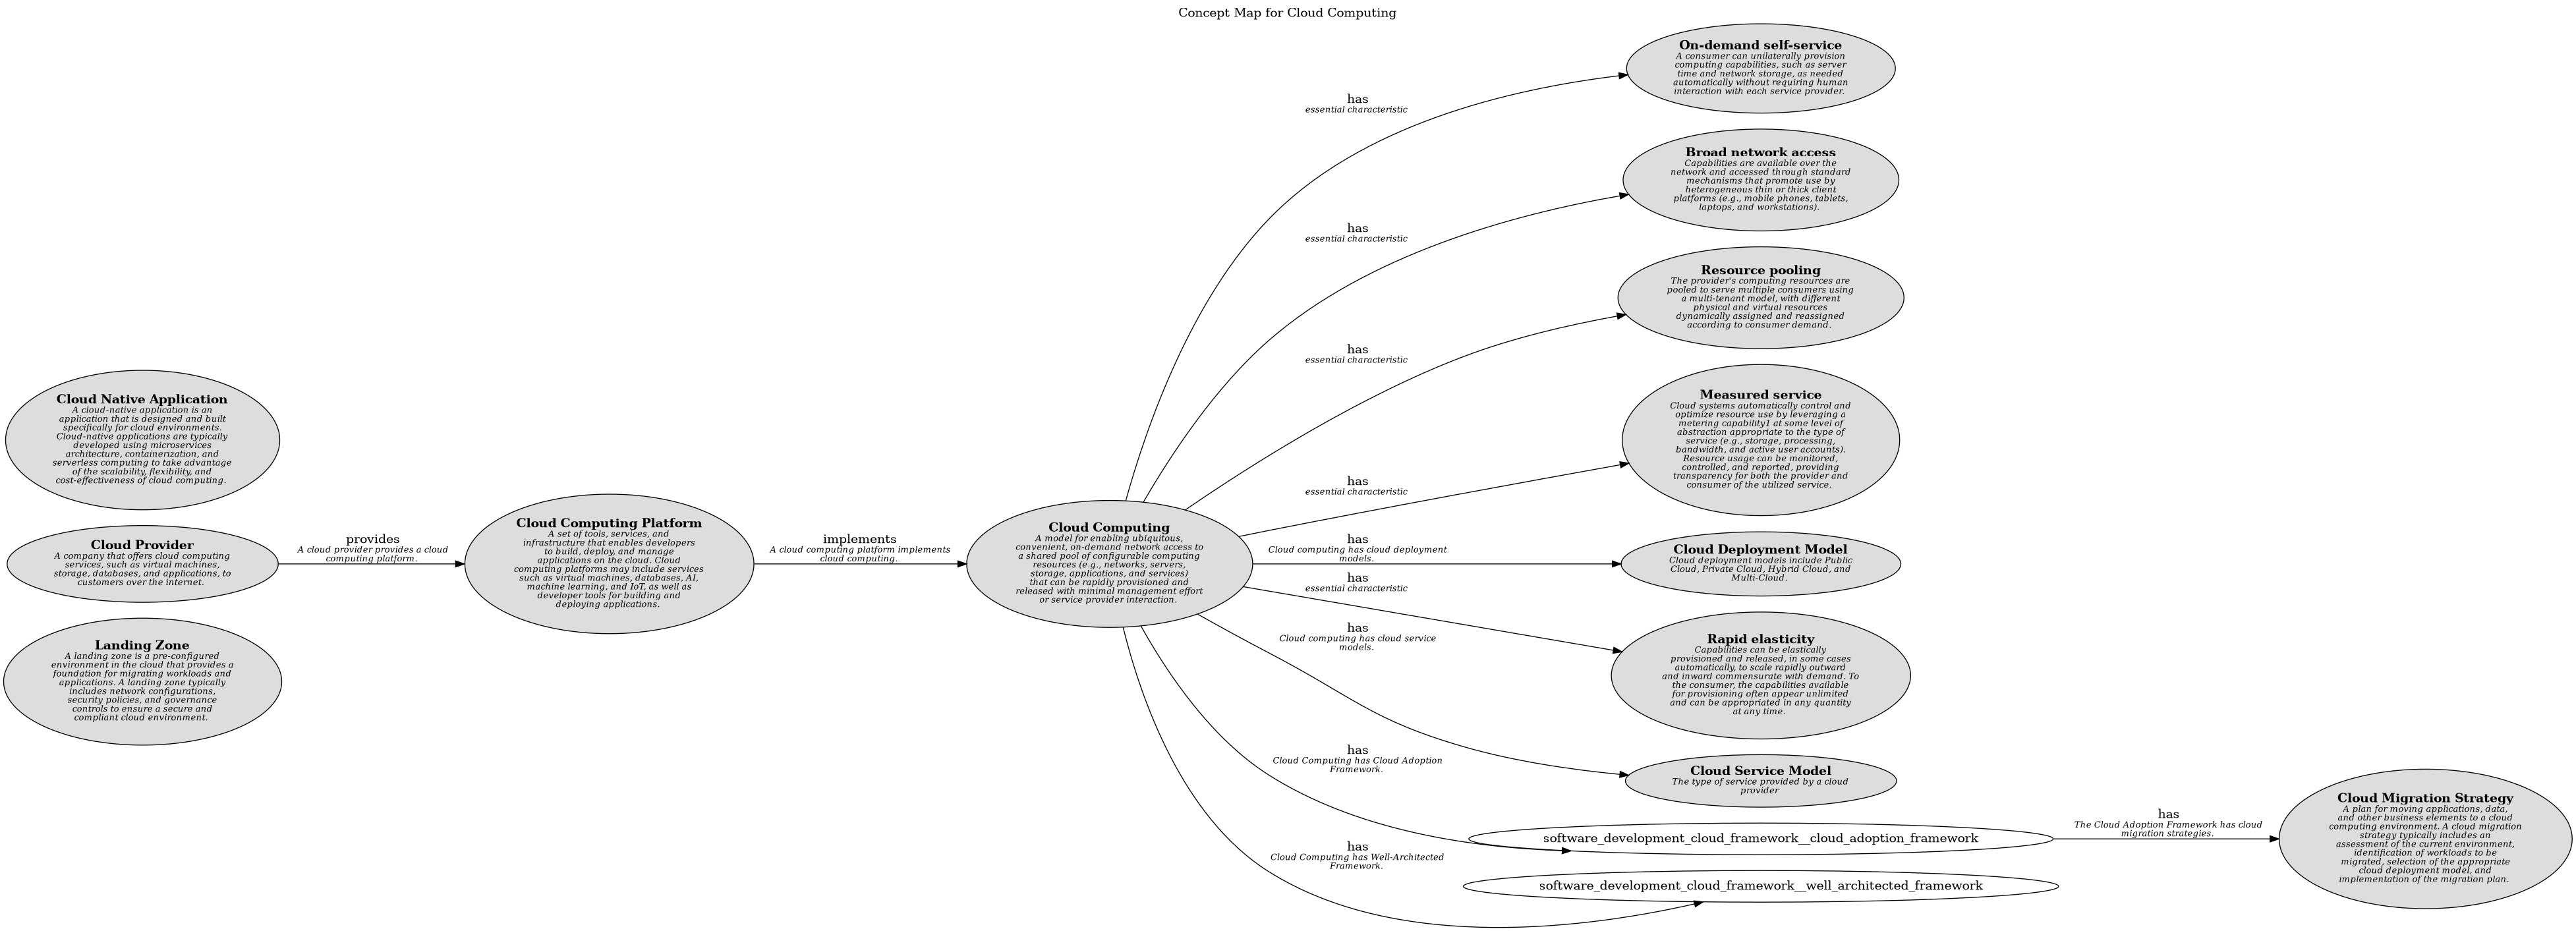 Concept Map for Cloud Computing
On-demand self-service
A consumer can unilaterally provision
computing capabilities, such as server
time and network storage, as needed
automatically without requiring human
interaction with each service provider.
has
essential characteristic
Broad network access
Capabilities are available over the
network and accessed through standard
mechanisms that promote use by
heterogeneous thin or thick client
platforms (e.g., mobile phones, tablets,
laptops, and workstations).
has
essential characteristic
Resource pooling
The provider's computing resources are
pooled to serve multiple consumers using
a multi-tenant model, with different
physical and virtual resources
dynamically assigned and reassigned
according to consumer demand.
has
essential characteristic
Measured service
Cloud systems automatically control and
optimize resource use by leveraging a
metering capability1 at some level of
abstraction appropriate to the type of
service (e.g., storage, processing,
bandwidth, and active user accounts).
Resource usage can be monitored,
controlled, and reported, providing
transparency for both the provider and
consumer of the utilized service.
has
essential characteristic
Cloud Native Application
A cloud-native application is an
application that is designed and built
specifically for cloud environments.
Cloud-native applications are typically
developed using microservices
architecture, containerization, and
serverless computing to take advantage
of the scalability, flexibility, and
cost-effectiveness of cloud computing.
Cloud Provider
A company that offers cloud computing
services, such as virtual machines,
storage, databases, and applications, to
customers over the internet.
provides
A cloud provider provides a cloud
computing platform.
Cloud Computing Platform
A set of tools, services, and
infrastructure that enables developers
to build, deploy, and manage
applications on the cloud. Cloud
computing platforms may include services
such as virtual machines, databases, AI,
machine learning, and IoT, as well as
developer tools for building and
deploying applications.
implements
A cloud computing platform implements
cloud computing.
Cloud Computing
A model for enabling ubiquitous,
convenient, on-demand network access to
a shared pool of configurable computing
resources (e.g., networks, servers,
storage, applications, and services)
that can be rapidly provisioned and
released with minimal management effort
or service provider interaction.
has
Cloud computing has cloud deployment
models.
Cloud Deployment Model
Cloud deployment models include Public
Cloud, Private Cloud, Hybrid Cloud, and
Multi-Cloud.
has
essential characteristic
Rapid elasticity
Capabilities can be elastically
provisioned and released, in some cases
automatically, to scale rapidly outward
and inward commensurate with demand. To
the consumer, the capabilities available
for provisioning often appear unlimited
and can be appropriated in any quantity
at any time.
Landing Zone
A landing zone is a pre-configured
environment in the cloud that provides a
foundation for migrating workloads and
applications. A landing zone typically
includes network configurations,
security policies, and governance
controls to ensure a secure and
compliant cloud environment.
has
Cloud computing has cloud service
models.
Cloud Service Model
The type of service provided by a cloud
provider
has
Cloud Computing has Cloud Adoption
Framework.
software_development_cloud_framework__cloud_adoption_framework
has
The Cloud Adoption Framework has cloud
migration strategies.
Cloud Migration Strategy
A plan for moving applications, data,
and other business elements to a cloud
computing environment. A cloud migration
strategy typically includes an
assessment of the current environment,
identification of workloads to be
migrated, selection of the appropriate
cloud deployment model, and
implementation of the migration plan.
has
Cloud Computing has Well-Architected
Framework.
software_development_cloud_framework__well_architected_framework